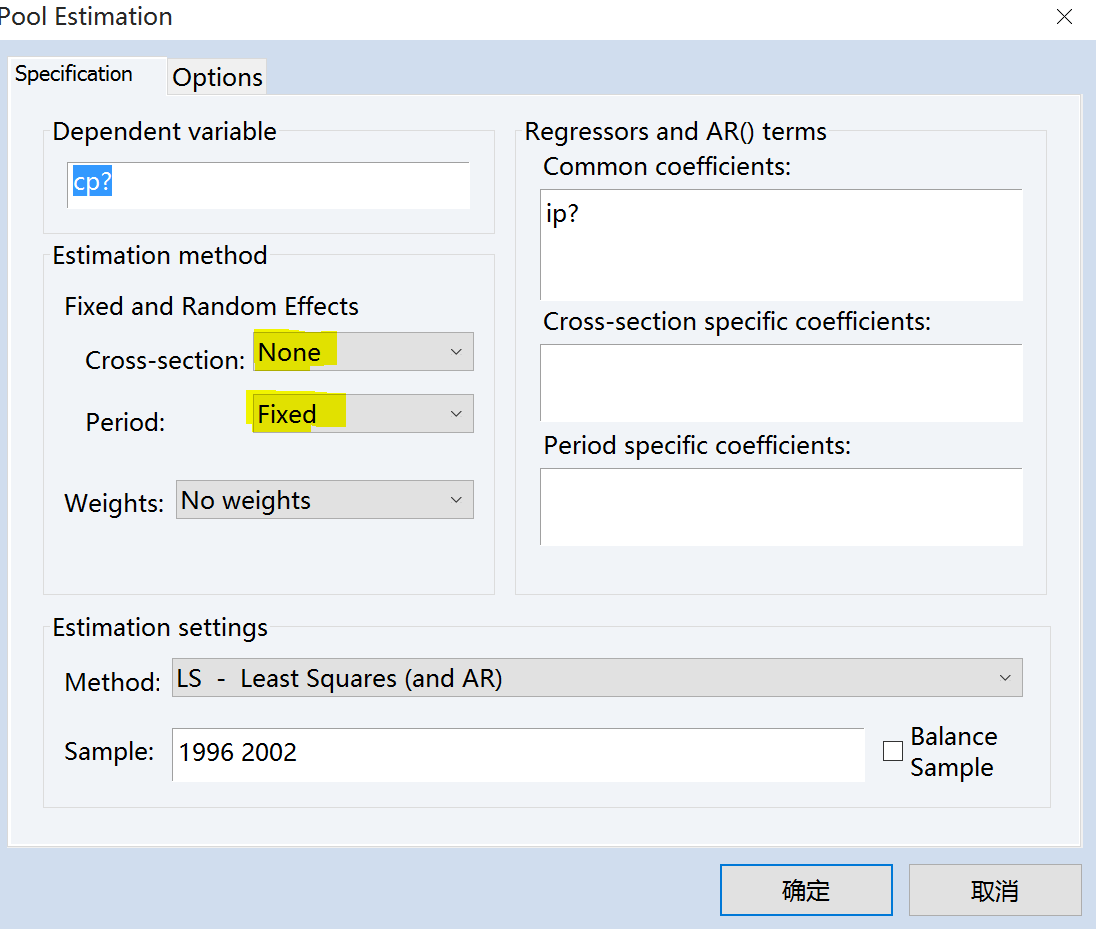 Pool Estimation
Specification
Options
Dependent variable
cp?
Estimation method
Fixed and Random Effects
Cross-section: None
Period: Fixed
Weights: No weights
Regressors and AR() terms
Common coefficients:
ip?
Cross-section specific coefficients:
Period specific coefficients:
Estimation settings
Method: LS - Least Squares (and AR)
Sample: 1996 2002
Balance
Sample
确定
取消